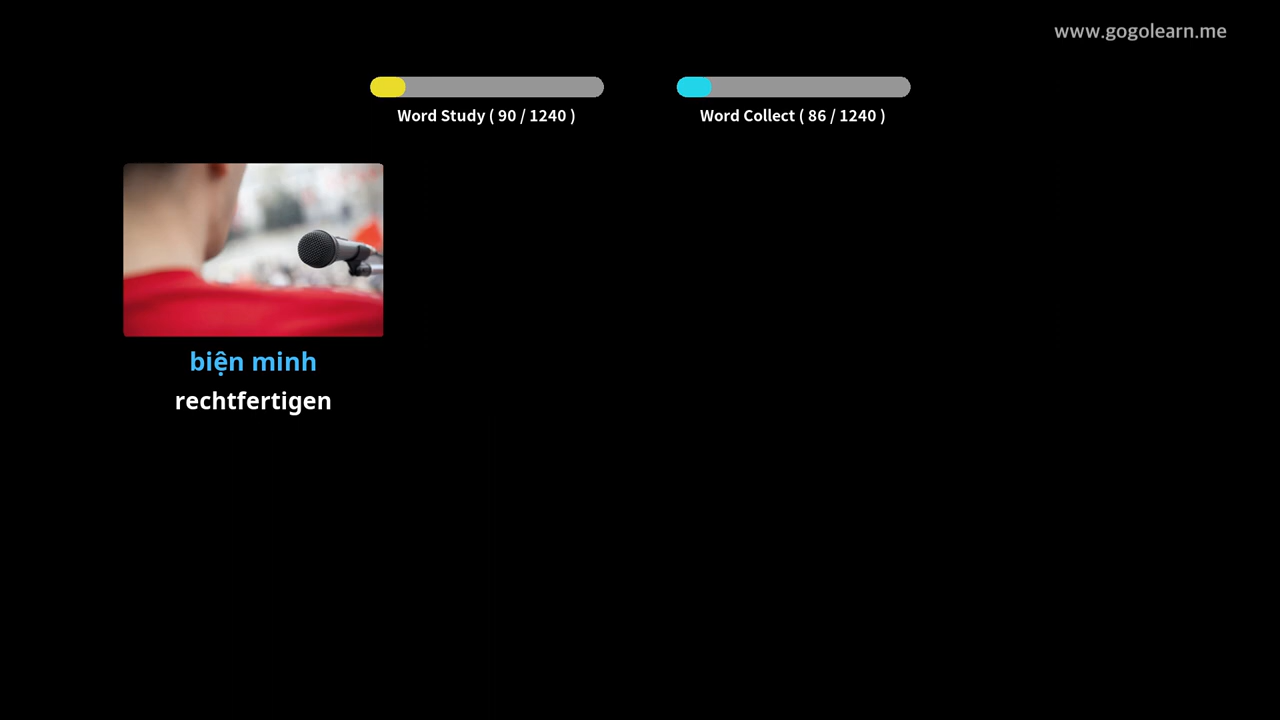 www.gogolearn.me
Word Study ( 90 / 1240 )
Word Collect ( 86 / 1240 )
biện minh
rechtfertigen